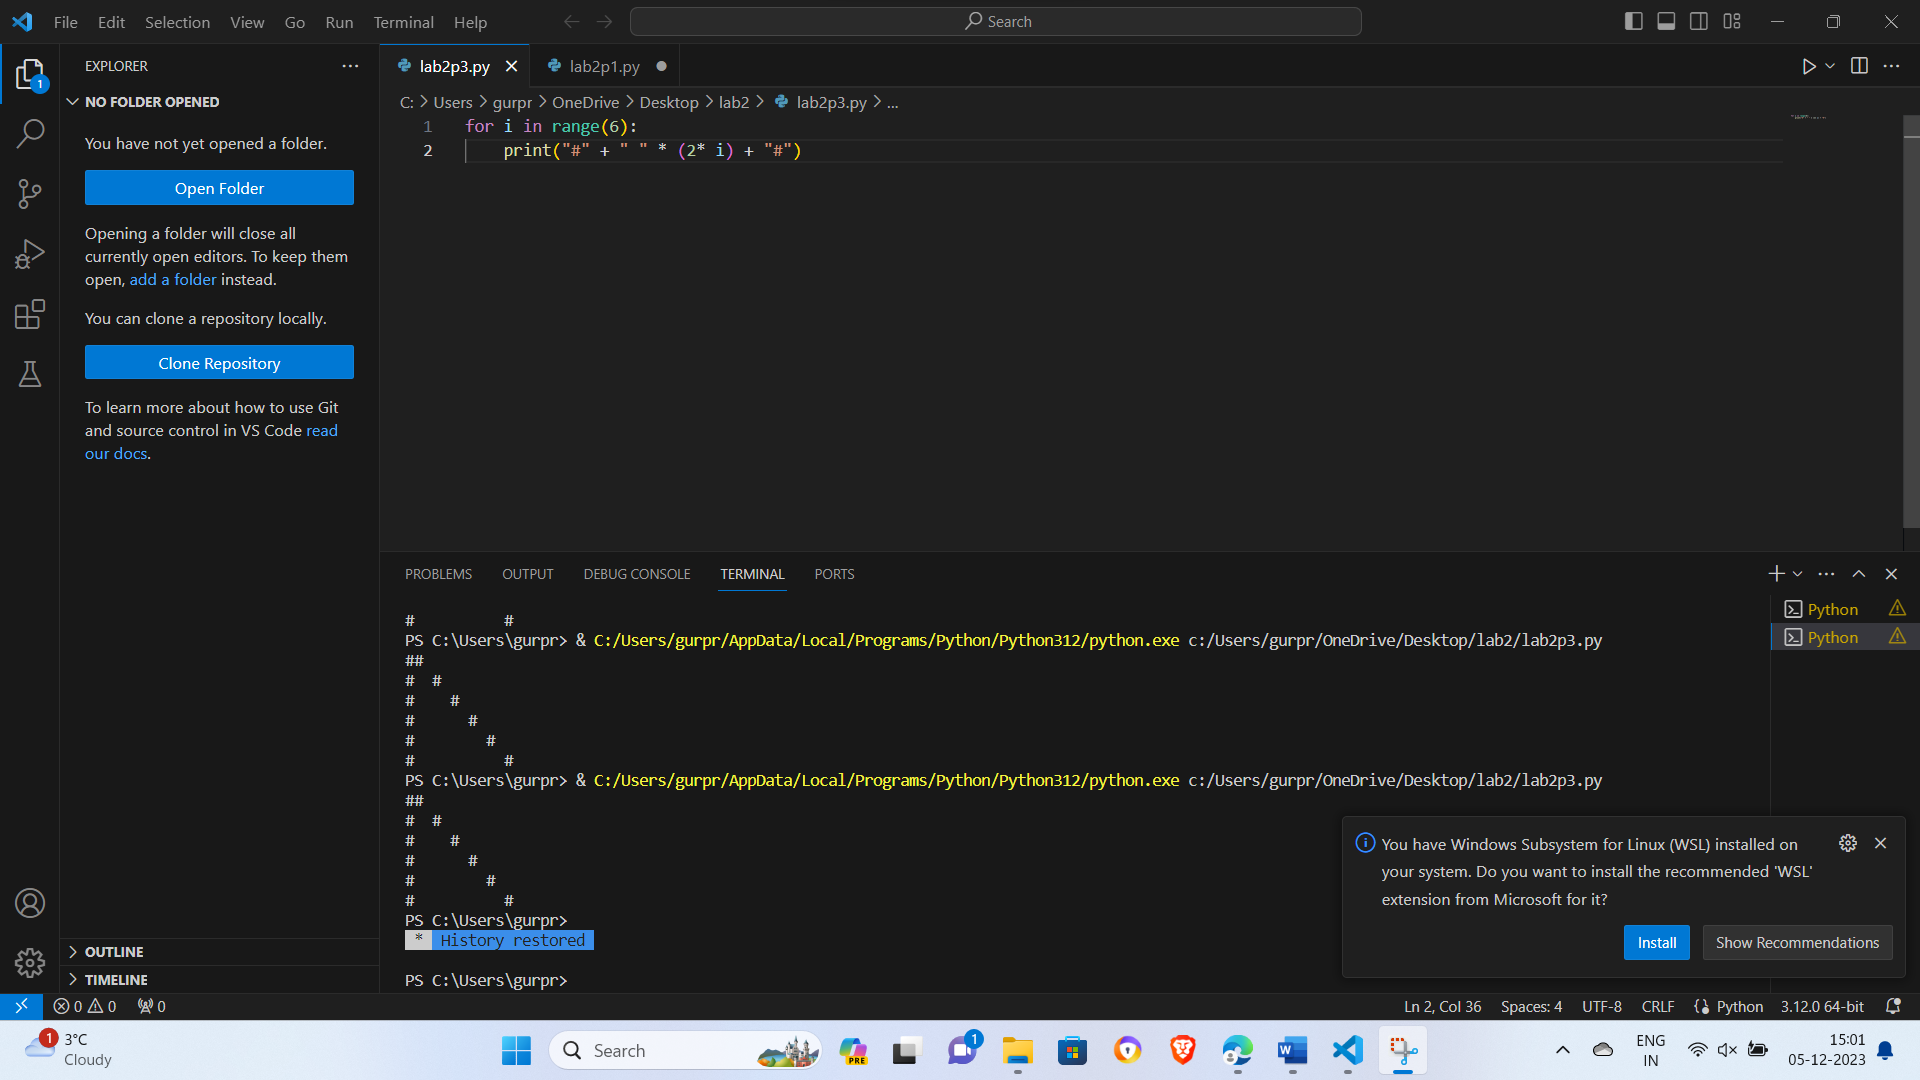 File Edit Selection View Go Run Terminal Help
Search
EXPLORER
lab2p3.py
lab2p1.py
1
NO FOLDER OPENED
You have not yet opened a folder.
Open Folder
Opening a folder will close all
currently open editors. To keep them
open, add a folder instead.
You can clone a repository locally.
Clone Repository
To learn more about how to use Git
and source control in VS Code read
our docs.
OUTLINE
TIMELINE
C: > Users > gurpr > OneDrive > Desktop > lab2 > lab2p3.py > ...
1 for i in range(6):
2     print("#" + " " * (2* i) + "#")
PROBLEMS OUTPUT DEBUG CONSOLE TERMINAL PORTS
Python
Python
#          #
PS C:\Users\gurpr> & C:/Users/gurpr/AppData/Local/Programs/Python/Python312/python.exe c:/Users/gurpr/OneDrive/Desktop/lab2/lab2p3.py
##
#  #
#    #
#      #
#        #
#          #
PS C:\Users\gurpr> & C:/Users/gurpr/AppData/Local/Programs/Python/Python312/python.exe c:/Users/gurpr/OneDrive/Desktop/lab2/lab2p3.py
##
#  #
#    #
#      #
#        #
#          #
PS C:\Users\gurpr>
* History restored
PS C:\Users\gurpr>
You have Windows Subsystem for Linux (WSL) installed on
your system. Do you want to install the recommended 'WSL'
extension from Microsoft for it?
Install
Show Recommendations
0 0 0
Ln 2, Col 36 Spaces: 4 UTF-8 CRLF Python 3.12.0 64-bit
1
3°C
Cloudy
Search
PRE
1
ENG
IN
15:01
05-12-2023